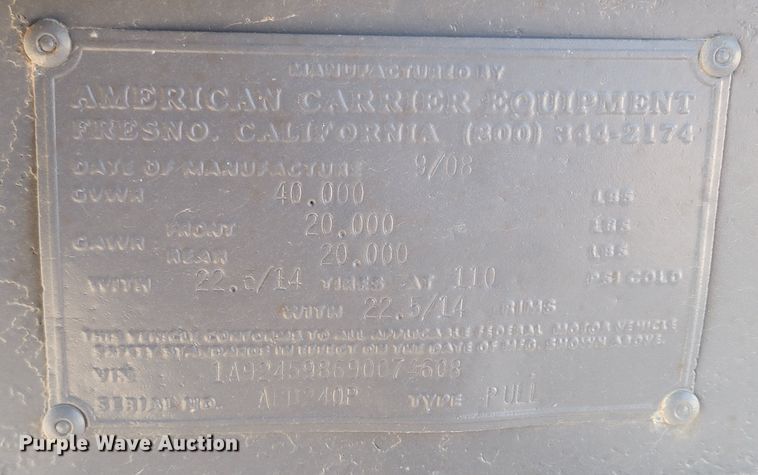 MANUFACTURED BY
AMERICAN CARRIER EQUIPMENT
FRESNO, CALIFORNIA (800) 344-2174
DATE OF MANUFACTURE 9/08
GVWR 40.000 LBS
FRONT 20.000 LBS
GAWR
REAR 20.000 LBS
WITH 22.5/14 TIRES AT 110 PSI COLD
WITH 22.5/14 RIMS
THIS VEHICLE CONFORMS TO ALL APPLICABLE FEDERAL MOTOR VEHICLE
SAFETY STANDARDS IN EFFECT ON THE DATE OF MFG. SHOWN ABOVE.
VIN
SERIAL NO. TYPE PULL
Purple Wave Auction